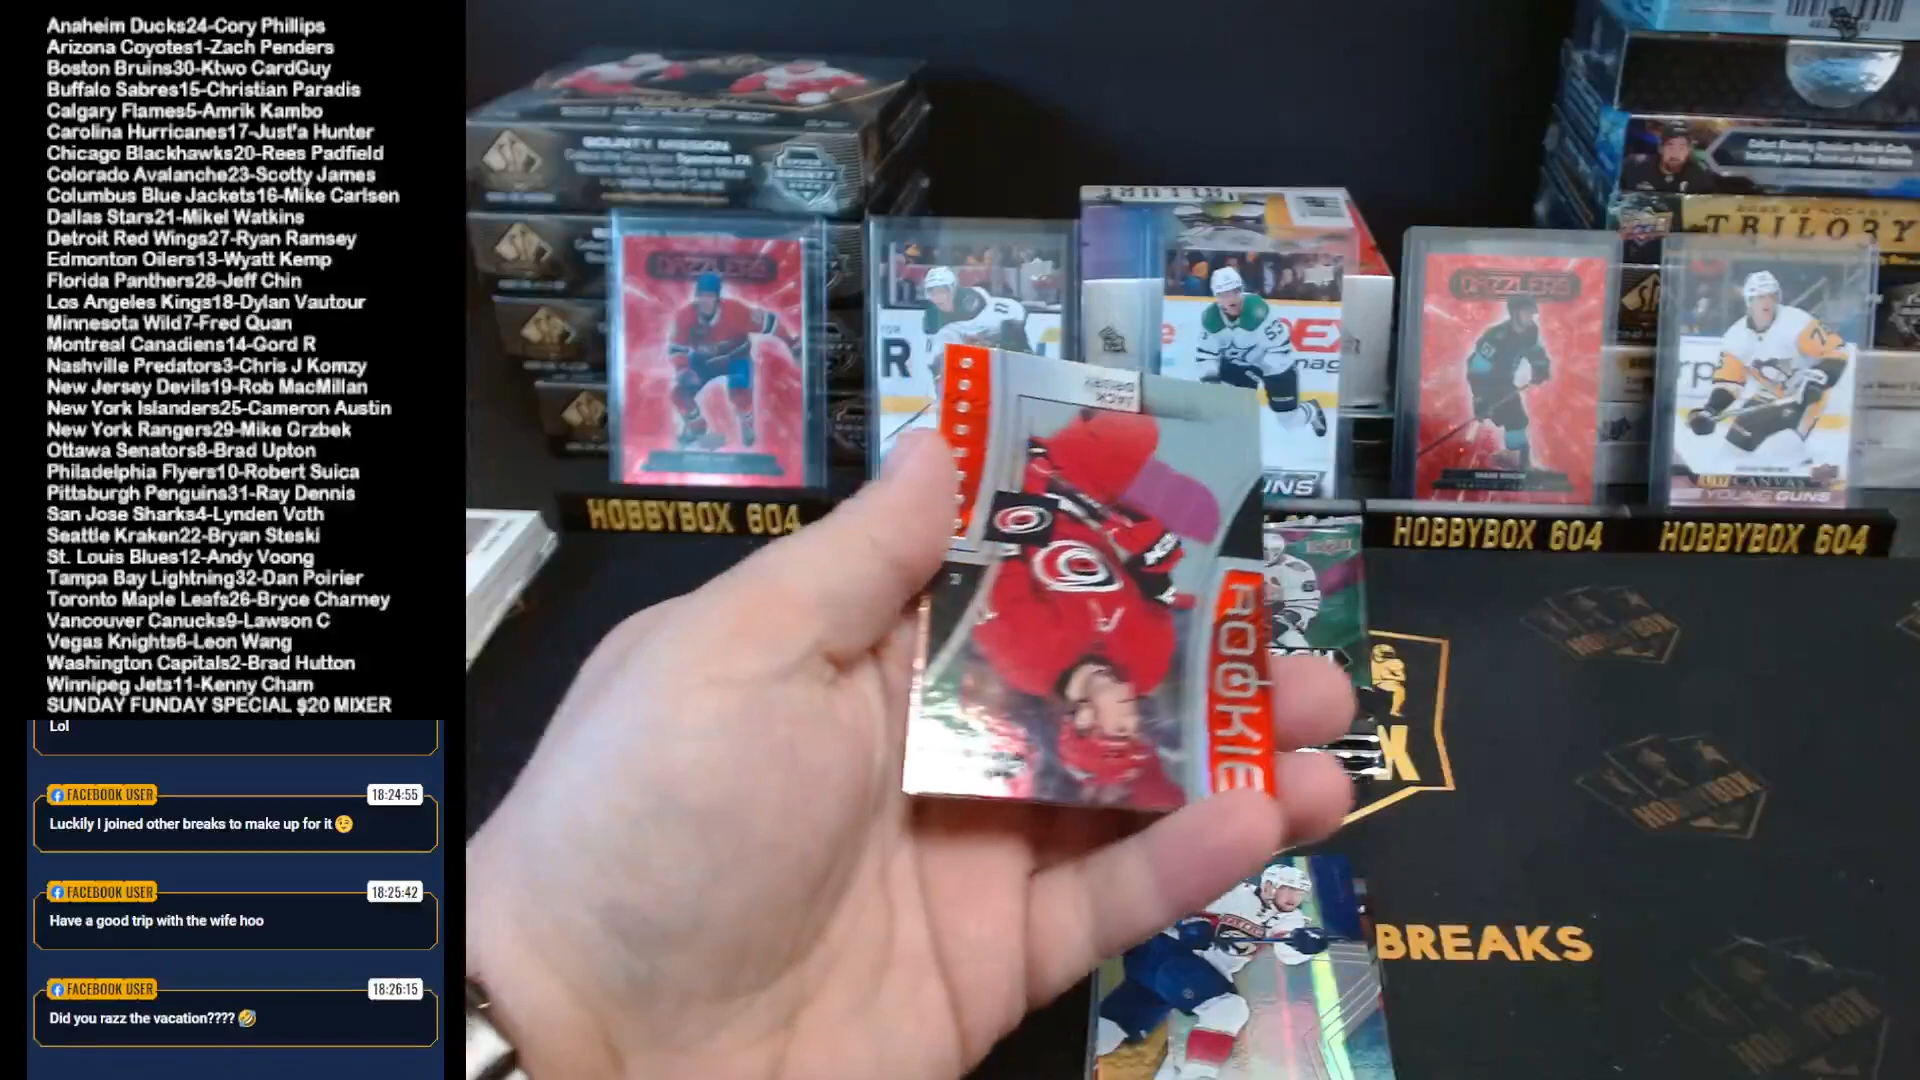 Anaheim Ducks24-Cory Phillips
Arizona Coyotes1-Zach Penders
Boston Bruins30-Ktwo CardGuy
Buffalo Sabres15-Christian Paradis
Calgary Flames5-Amrik Kambo
Carolina Hurricanes17-Just'a Hunter
Chicago Blackhawks20-Rees Padfield
Colorado Avalanche23-Scotty James
Columbus Blue Jackets16-Mike Carlsen
Dallas Stars21-Mikel Watkins
Detroit Red Wings27-Ryan Ramsey
Edmonton Oilers13-Wyatt Kemp
Florida Panthers28-Jeff Chin
Los Angeles Kings18-Dylan Vautour
Minnesota Wild7-Fred Quan
Montreal Canadiens14-Gord R
Nashville Predators3-Chris J Komzy
New Jersey Devils19-Rob MacMillan
New York Islanders25-Cameron Austin
New York Rangers29-Mike Grzbek
Ottawa Senators8-Brad Upton
Philadelphia Flyers10-Robert Suica
Pittsburgh Penguins31-Ray Dennis
San Jose Sharks4-Lynden Voth
Seattle Kraken22-Bryan Steski
St. Louis Blues12-Andy Voong
Tampa Bay Lightning32-Dan Poirier
Toronto Maple Leafs26-Bryce Charney
Vancouver Canucks9-Lawson C
Vegas Knights6-Leon Wang
Washington Capitals2-Brad Hutton
Winnipeg Jets11-Kenny Cham
SUNDAY FUNDAY SPECIAL $20 MIXER
Lol
FACEBOOK USER 18:24:55
Luckily I joined other breaks to make up for it 😉
FACEBOOK USER 18:25:42
Have a good trip with the wife hoo
FACEBOOK USER 18:26:15
Did you razz the vacation???? 🤣
BOUNTY MISSION
TRILOGY
DAZZLERS
DAZZLERS
CANVAS
YOUNG GUNS
HOBBYBOX 604
HOBBYBOX 604
HOBBYBOX 604
JACK
DRURY
ROOKIE
BREAKS